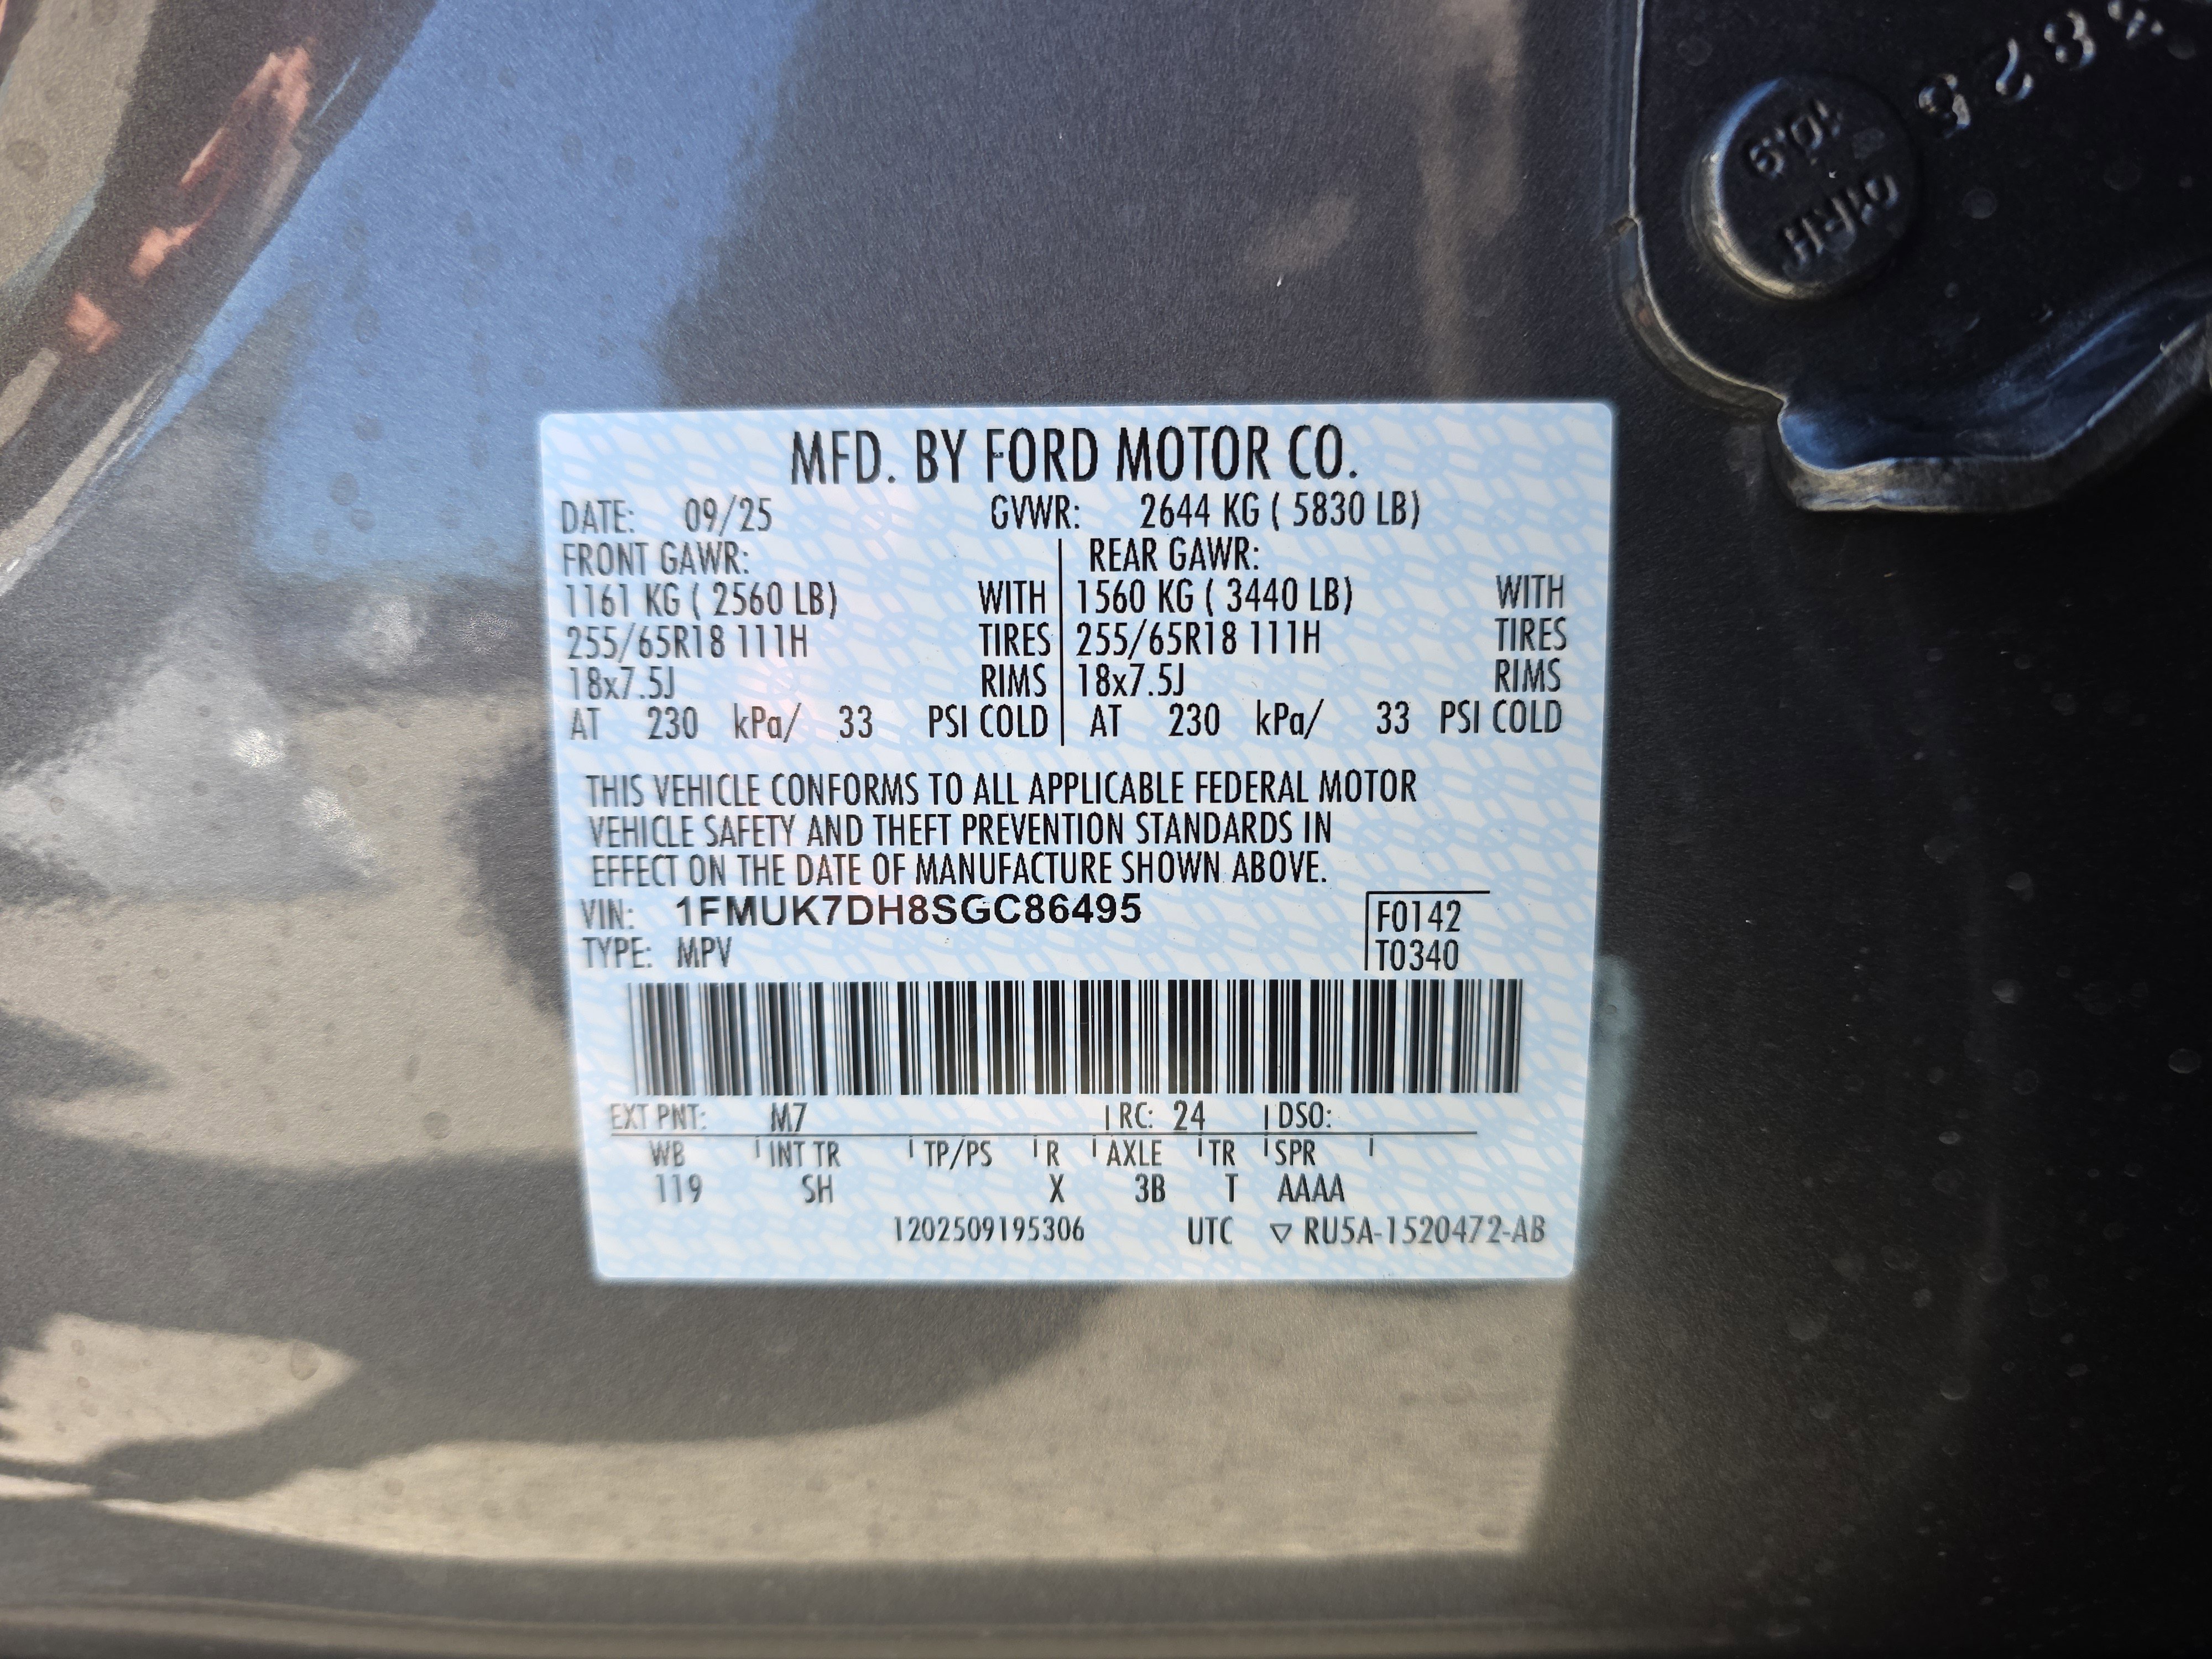 8828
10.9
MRH
MFD. BY FORD MOTOR CO.
DATE: 09/25 GVWR: 2644 KG ( 5830 LB)
FRONT GAWR: REAR GAWR:
1161 KG ( 2560 LB) WITH 1560 KG ( 3440 LB) WITH
255/65R18 111H TIRES 255/65R18 111H TIRES
18x7.5J RIMS 18x7.5J RIMS
AT 230 kPa/ 33 PSI COLD AT 230 kPa/ 33 PSI COLD
THIS VEHICLE CONFORMS TO ALL APPLICABLE FEDERAL MOTOR
VEHICLE SAFETY AND THEFT PREVENTION STANDARDS IN
EFFECT ON THE DATE OF MANUFACTURE SHOWN ABOVE.
VIN: 1FMUK7DH8SGC86495 F0142
TYPE: MPV T0340
EXT PNT: M7 RC: 24 DSO:
WB INT TR TP/PS R AXLE TR SPR
119 SH X 3B T AAAA
1202509195306 UTC ▽ RU5A-1520472-AB